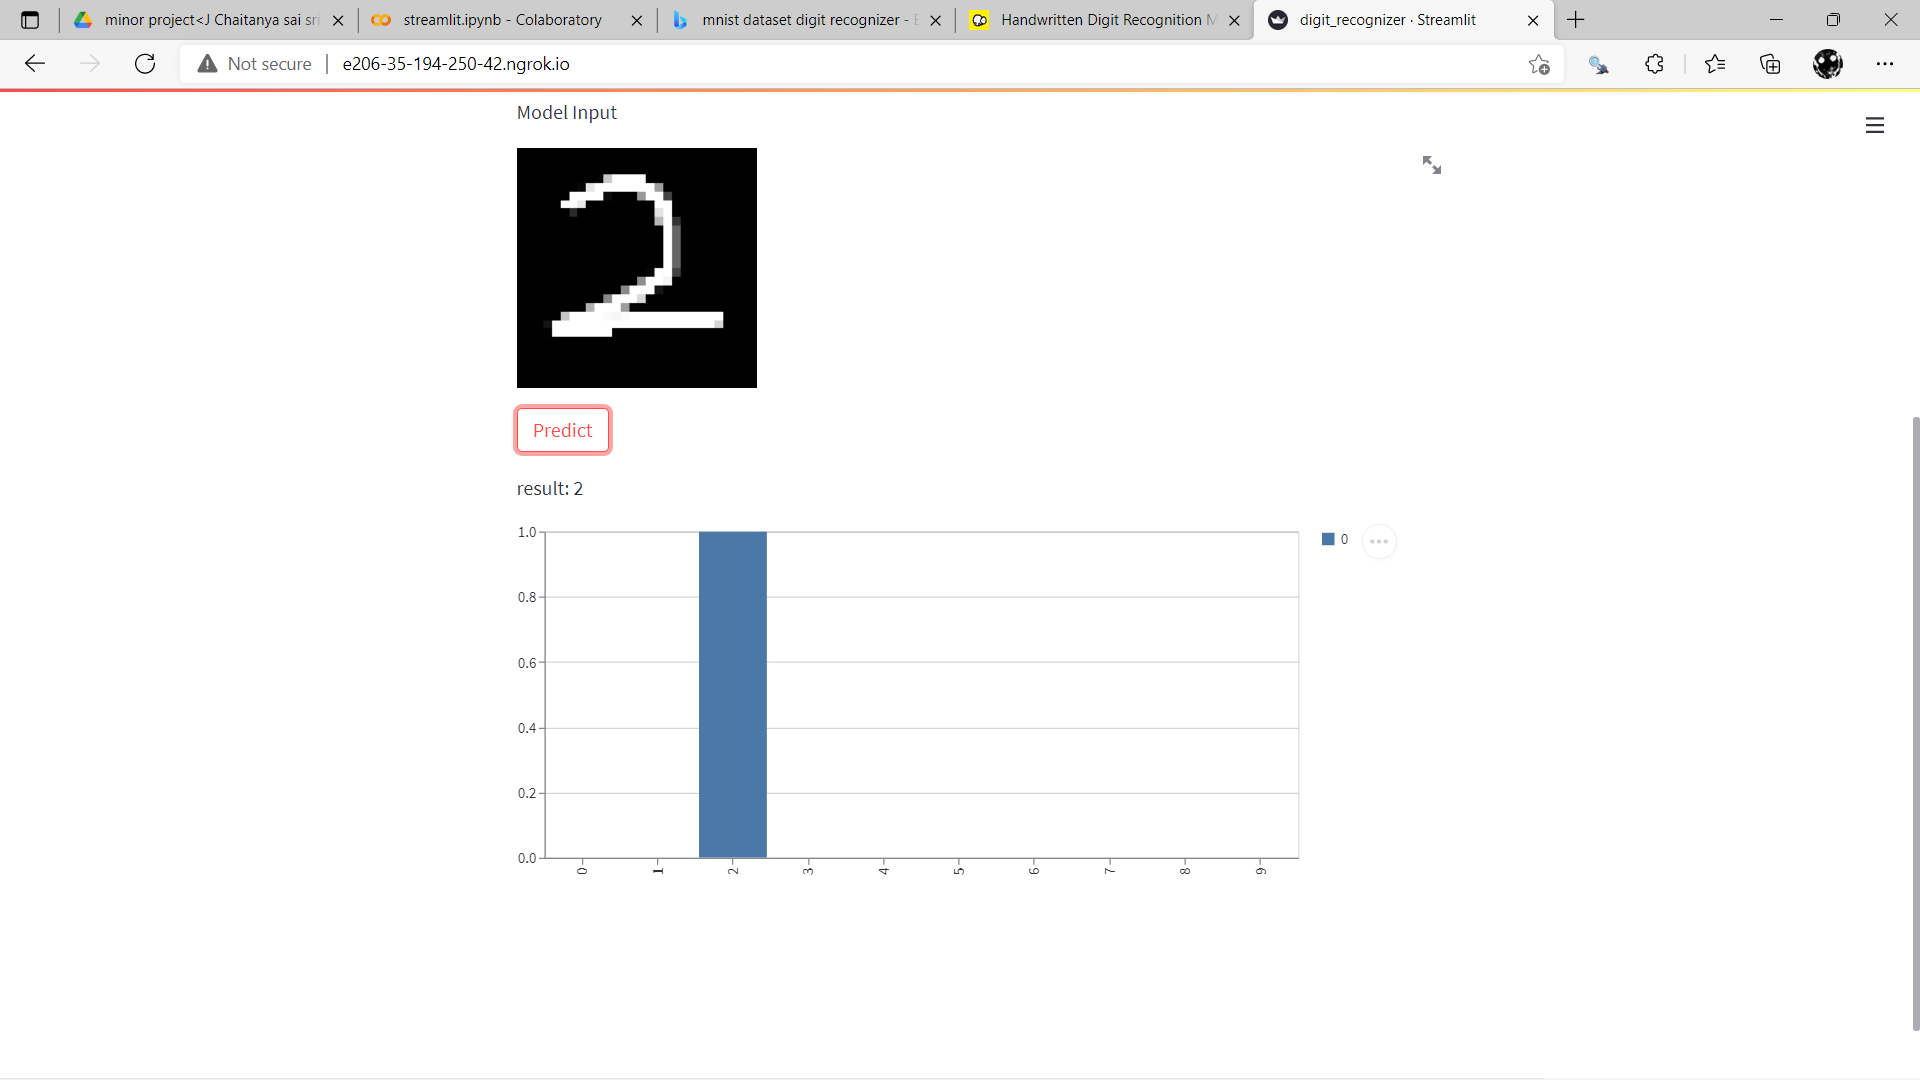 minor project<J Chaitanya sai sri
streamlit.ipynb - Colaboratory
mnist dataset digit recognizer -
Handwritten Digit Recognition
digit_recognizer · Streamlit
Not secure
e206-35-194-250-42.ngrok.io
Model Input
2
Predict
result: 2
1.0
0.8
0.6
0.4
0.2
0.0
0 1 2 3 4 5 6 7 8 9
0